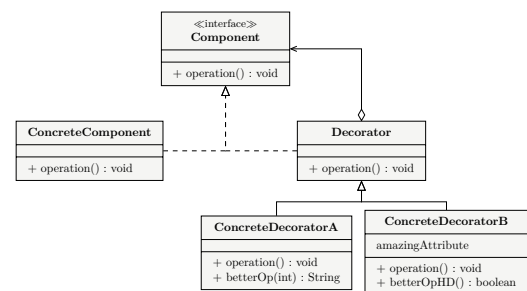 ≪interface≫
Component
+ operation() : void
ConcreteComponent
+ operation() : void
Decorator
+ operation() : void
ConcreteDecoratorA
+ operation() : void
+ betterOp(int) : String
ConcreteDecoratorB
amazingAttribute
+ operation() : void
+ betterOpHD() : boolean